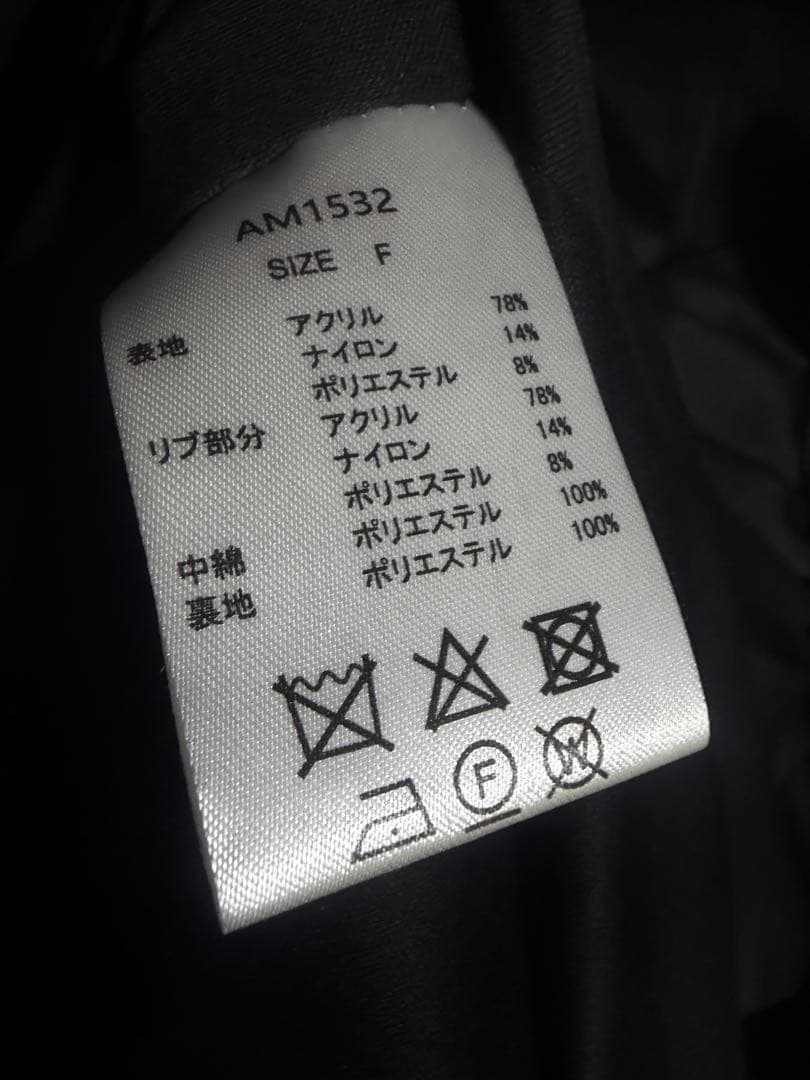 AM1532
SIZE F
表地 アクリル 78%
ナイロン 14%
ポリエステル 8%
リブ部分 アクリル 78%
ナイロン 14%
ポリエステル 8%
中綿 ポリエステル 100%
裏地 ポリエステル 100%
F
W